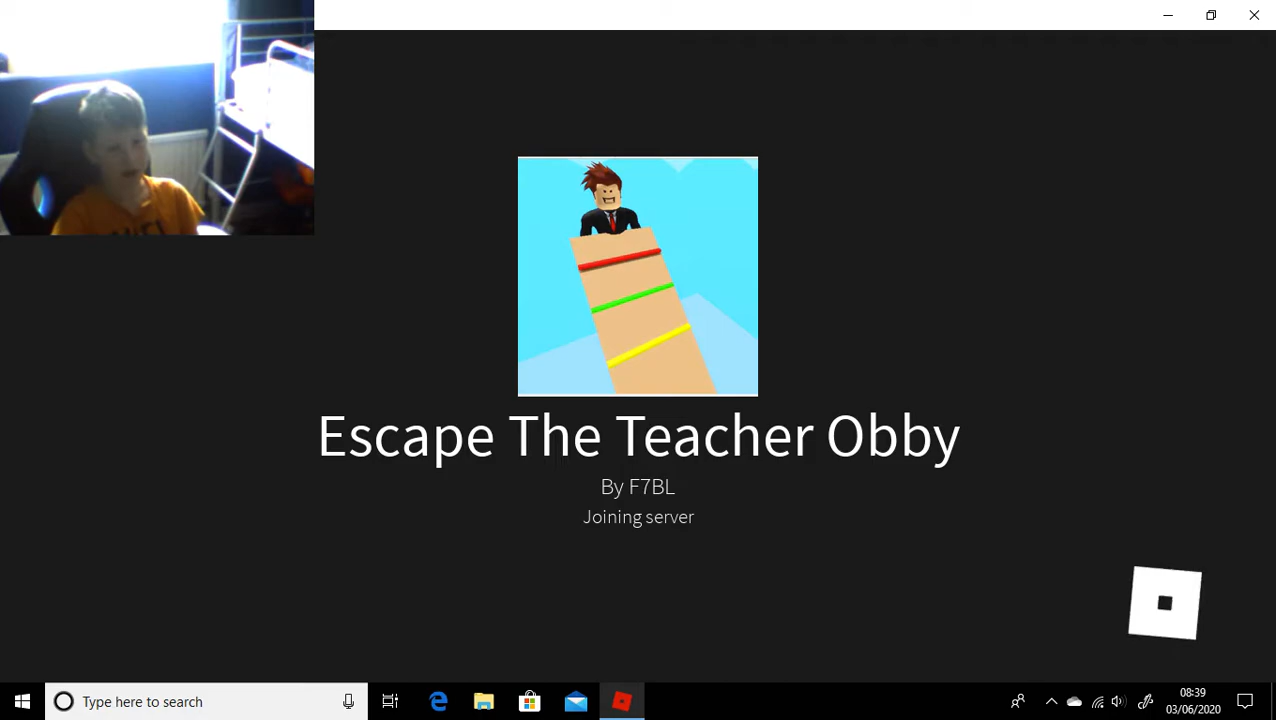 Escape The Teacher Obby
By F7BL
Joining server
Type here to search
08:39
03/06/2020